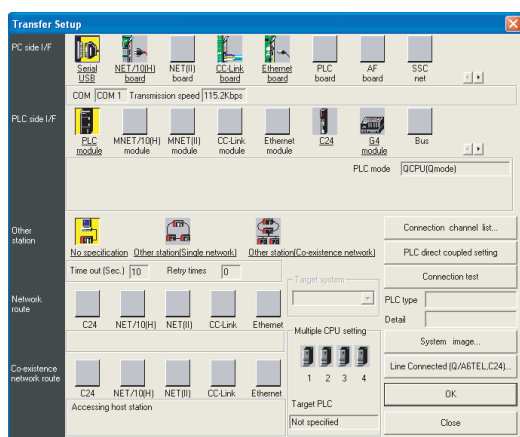 Transfer Setup
PC side I/F
Serial USB
NET/10(H) board
NET(II) board
CC-Link board
Ethernet board
PLC board
AF board
SSC net
COM COM 1 Transmission speed 115.2Kbps
PLC side I/F
PLC module
MNET/10(H) module
MNET(II) module
CC-Link module
Ethernet module
C24
G4 module
Bus
PLC mode QCPU(Qmode)
Other station
No specification
Other station(Single network)
Other station(Co-existence network)
Time out (Sec.) 10 Retry times 0
Connection channel list...
PLC direct coupled setting
Connection test
Target system
PLC type
Detail
Network route
C24
NET/10(H)
NET(II)
CC-Link
Ethernet
Multiple CPU setting
1 2 3 4
Target PLC
Not specified
System image...
Line Connected (Q/A6TEL,C24)...
OK
Close
Co-existence network route
C24
NET/10(H)
NET(II)
CC-Link
Ethernet
Accessing host station